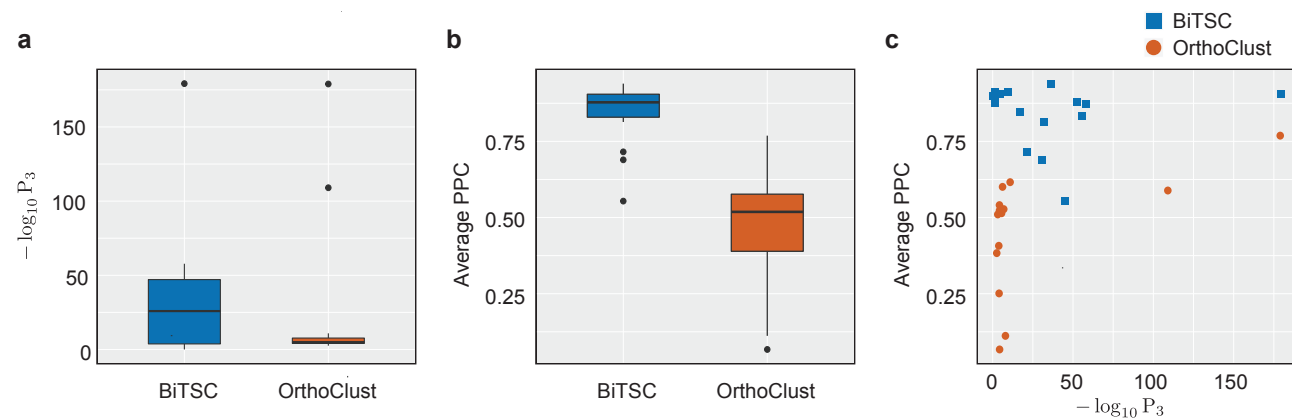 a
− log₁₀ P₃
150
100
50
0
BiTSC
OrthoClust
b
Average PPC
0.75
0.50
0.25
BiTSC
OrthoClust
c
BiTSC
OrthoClust
Average PPC
0.75
0.50
0.25
0 50 100 150
− log₁₀ P₃